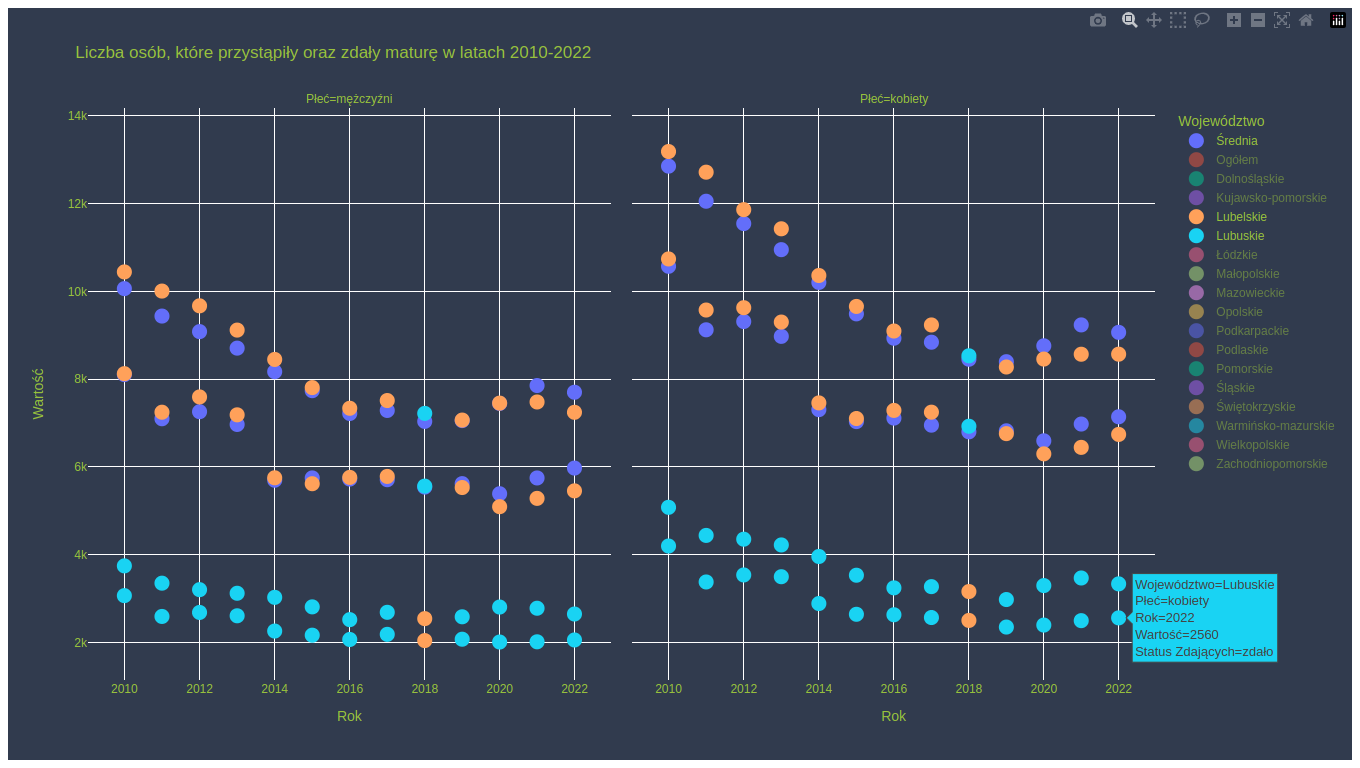 Liczba osób, które przystąpiły oraz zdały maturę w latach 2010-2022
Płeć=mężczyźni
Płeć=kobiety
14k
12k
10k
8k
6k
4k
2k
Wartość
2010
2012
2014
2016
2018
2020
2022
Rok
2010
2012
2014
2016
2018
2020
2022
Rok
Województwo
Średnia
Ogółem
Dolnośląskie
Kujawsko-pomorskie
Lubelskie
Lubuskie
Łódzkie
Małopolskie
Mazowieckie
Opolskie
Podkarpackie
Podlaskie
Pomorskie
Śląskie
Świętokrzyskie
Warmińsko-mazurskie
Wielkopolskie
Zachodniopomorskie
Województwo=Lubuskie
Płeć=kobiety
Rok=2022
Wartość=2560
Status Zdających=zdało